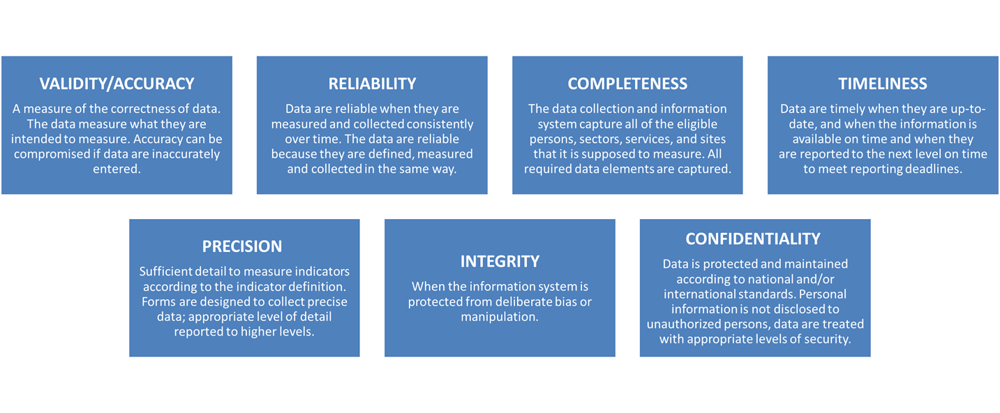 VALIDITY/ACCURACY
A measure of the correctness of data.
The data measure what they are
intended to measure. Accuracy can be
compromised if data are inaccurately
entered.
RELIABILITY
Data are reliable when they are
measured and collected consistently
over time. The data are reliable
because they are defined, measured
and collected in the same way.
COMPLETENESS
The data collection and information
system capture all of the eligible
persons, sectors, services, and sites
that it is supposed to measure. All
required data elements are captured.
TIMELINESS
Data are timely when they are up-to-
date, and when the information is
available on time and when they
are reported to the next level on time
to meet reporting deadlines.
PRECISION
Sufficient detail to measure indicators
according to the indicator definition.
Forms are designed to collect precise
data; appropriate level of detail
reported to higher levels.
INTEGRITY
When the information system is
protected from deliberate bias or
manipulation.
CONFIDENTIALITY
Data is protected and maintained
according to national and/or
international standards. Personal
information is not disclosed to
unauthorized persons, data are treated
with appropriate levels of security.